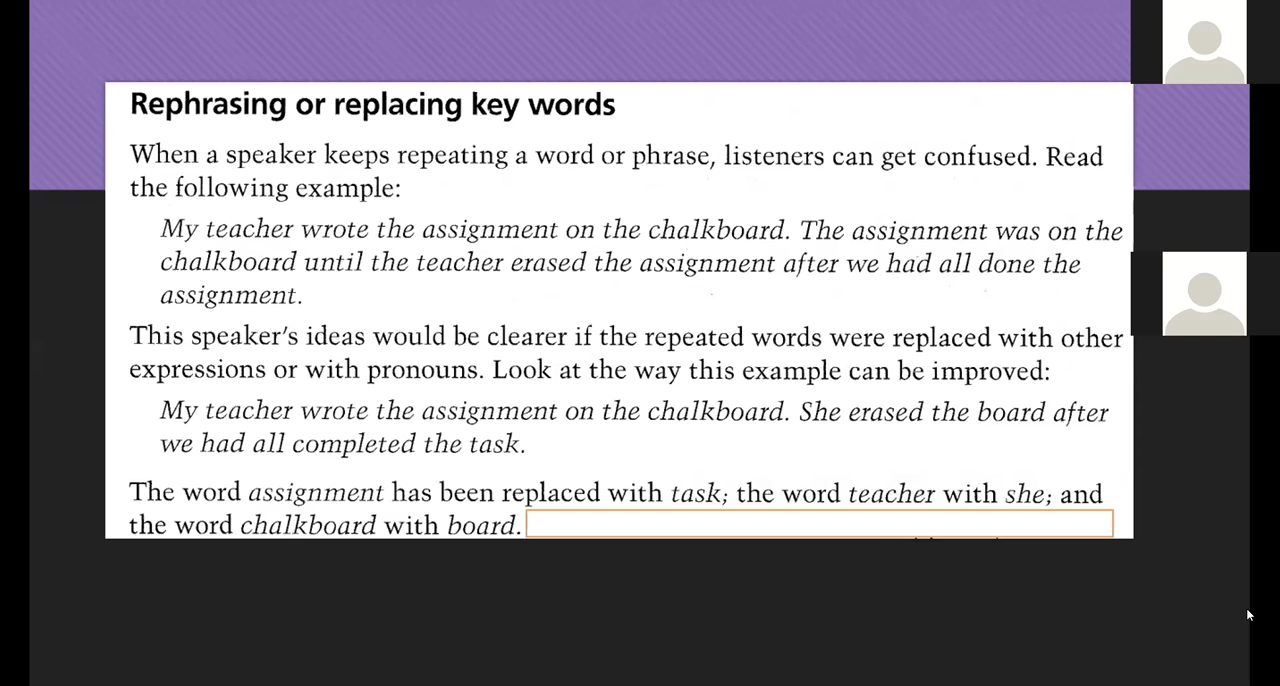 Rephrasing or replacing key words
When a speaker keeps repeating a word or phrase, listeners can get confused. Read
the following example:
My teacher wrote the assignment on the chalkboard. The assignment was on the
chalkboard until the teacher erased the assignment after we had all done the
assignment.
This speaker's ideas would be clearer if the repeated words were replaced with other
expressions or with pronouns. Look at the way this example can be improved:
My teacher wrote the assignment on the chalkboard. She erased the board after
we had all completed the task.
The word assignment has been replaced with task; the word teacher with she; and
the word chalkboard with board.